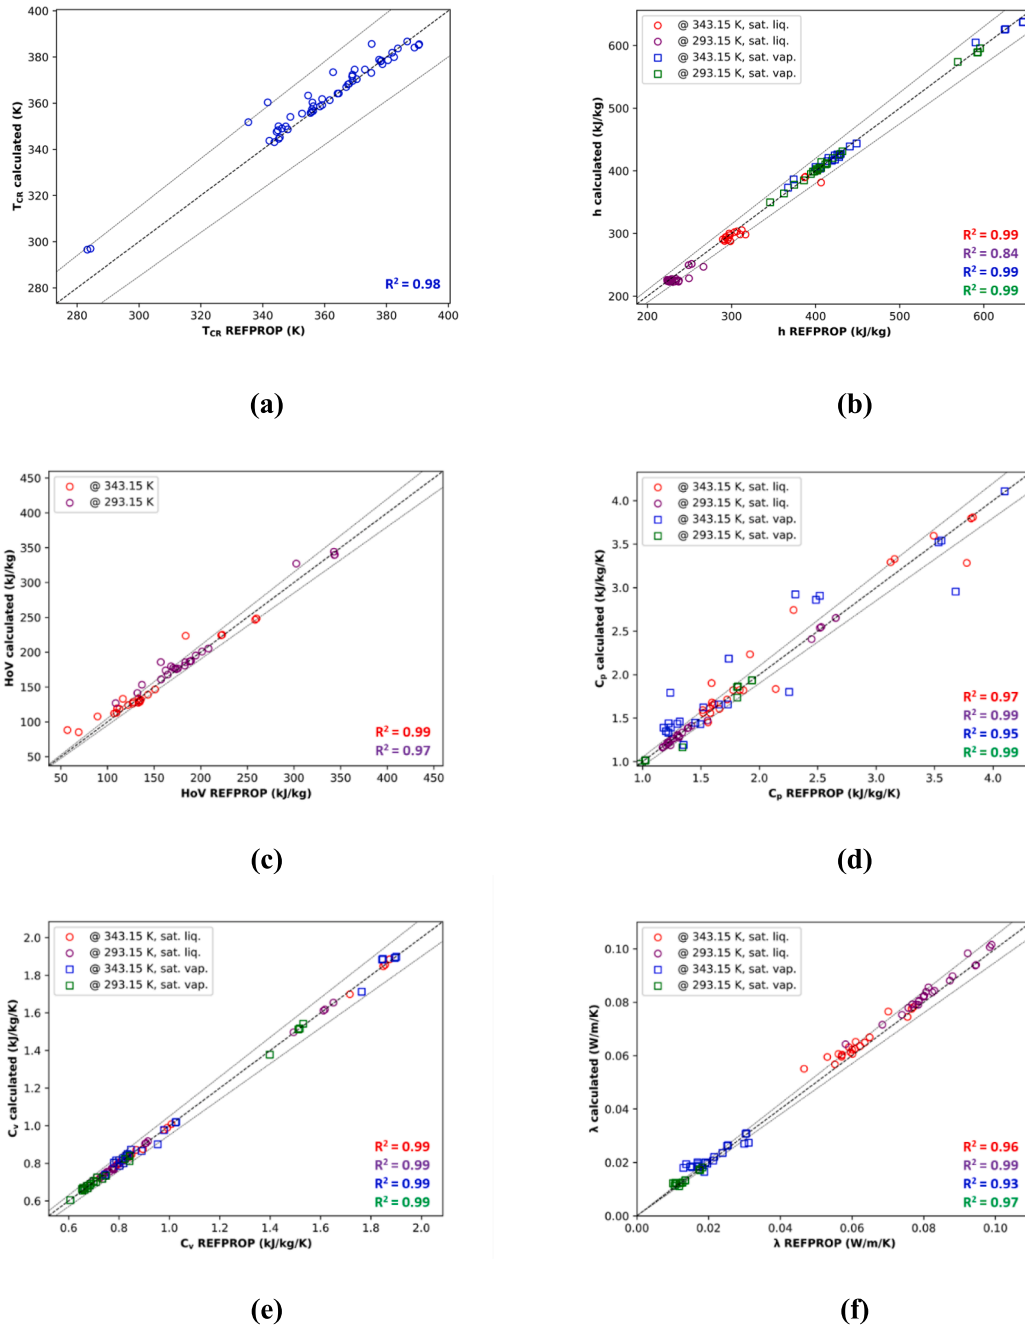 400
380
360
340
320
300
280
280
300
320
340
360
380
400
T_CR calculated (K)
T_CR REFPROP (K)
R² = 0.98
(a)
@ 343.15 K, sat. liq.
@ 293.15 K, sat. liq.
@ 343.15 K, sat. vap.
@ 293.15 K, sat. vap.
600
500
400
300
200
200
300
400
500
600
h calculated (kJ/kg)
h REFPROP (kJ/kg)
R² = 0.99
R² = 0.84
R² = 0.99
R² = 0.99
(b)
@ 343.15 K
@ 293.15 K
450
400
350
300
250
200
150
100
50
50
100
150
200
250
300
350
400
450
HoV calculated (kJ/kg)
HoV REFPROP (kJ/kg)
R² = 0.99
R² = 0.97
(c)
@ 343.15 K, sat. liq.
@ 293.15 K, sat. liq.
@ 343.15 K, sat. vap.
@ 293.15 K, sat. vap.
4.0
3.5
3.0
2.5
2.0
1.5
1.0
1.0
1.5
2.0
2.5
3.0
3.5
4.0
C_p calculated (kJ/kg/K)
C_p REFPROP (kJ/kg/K)
R² = 0.97
R² = 0.99
R² = 0.95
R² = 0.99
(d)
@ 343.15 K, sat. liq.
@ 293.15 K, sat. liq.
@ 343.15 K, sat. vap.
@ 293.15 K, sat. vap.
2.0
1.8
1.6
1.4
1.2
1.0
0.8
0.6
0.6
0.8
1.0
1.2
1.4
1.6
1.8
2.0
C_v calculated (kJ/kg/K)
C_v REFPROP (kJ/kg/K)
R² = 0.99
R² = 0.99
R² = 0.99
R² = 0.99
(e)
@ 343.15 K, sat. liq.
@ 293.15 K, sat. liq.
@ 343.15 K, sat. vap.
@ 293.15 K, sat. vap.
0.10
0.08
0.06
0.04
0.02
0.00
0.00
0.02
0.04
0.06
0.08
0.10
λ calculated (W/m/K)
λ REFPROP (W/m/K)
R² = 0.96
R² = 0.99
R² = 0.93
R² = 0.97
(f)